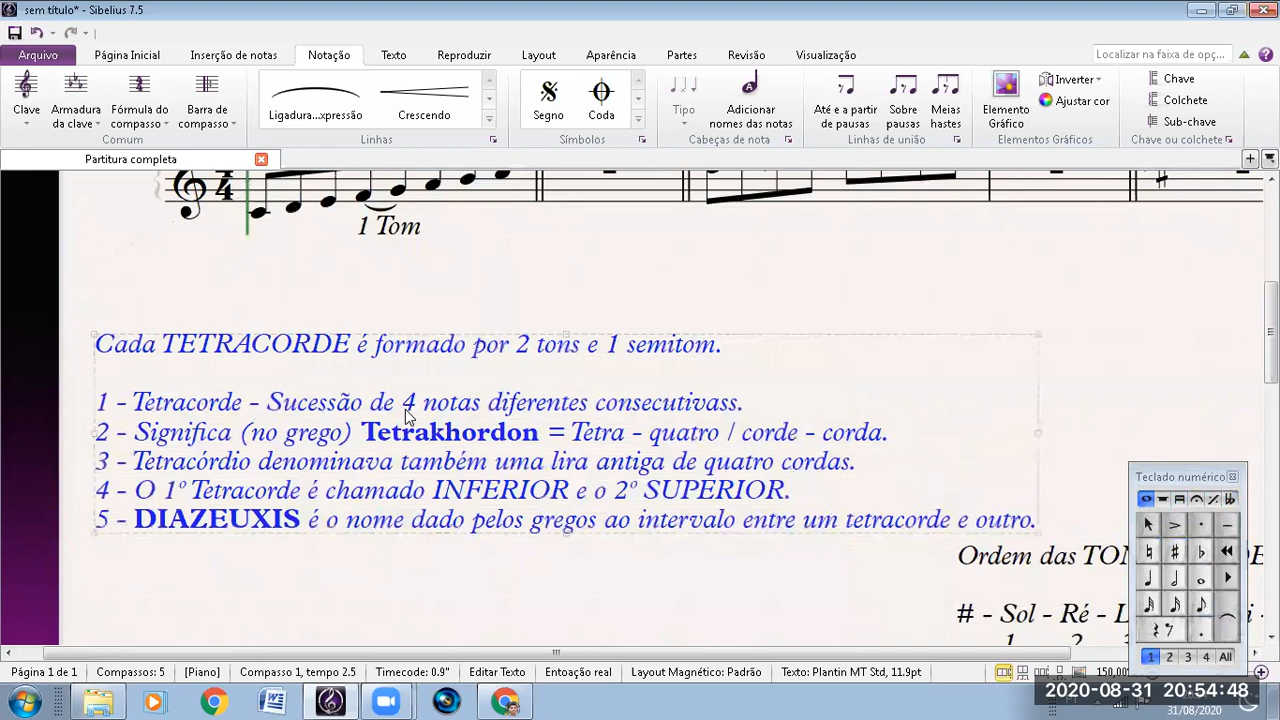 sem título* - Sibelius 7.5
Arquivo Página Inicial Inserção de notas Notação Texto Reproduzir Layout Aparência Partes Revisão Visualização Localizar na faixa de opç...
Clave Armadura da clave Fórmula do compasso Barra de compasso Ligadura...xpressão Crescendo Segno Coda Tipo Adicionar nomes das notas Até e a partir de pausas Sobre pausas Meias hastes Elemento Gráfico Inverter Ajustar cor Chave Colchete Sub-chave
Comum Linhas Símbolos Cabeças de nota Linhas de união Elementos Gráficos Chave ou colchete
Partitura completa
4
1 Tom
Cada TETRACORDE é formado por 2 tons e 1 semitom.
1 - Tetracorde - Sucessão de 4 notas diferentes consecutivass.
2 - Significa (no grego) Tetrakhordon = Tetra - quatro / corde - corda.
3 - Tetracórdio denominava também uma lira antiga de quatro cordas.
4 - O 1º Tetracorde é chamado INFERIOR e o 2º SUPERIOR.
5 - DIAZEUXIS é o nome dado pelos gregos ao intervalo entre um tetracorde e outro.
Teclado numérico
1 2 3 4 All
Ordem das TON
# - Sol - Ré - L
Página 1 de 1 Compassos: 5 [Piano] Compasso 1, tempo 2.5 Timecode: 0.9" Editar Texto Entoação real Layout Magnético: Padrão Texto: Plantin MT Std, 11.9pt 150,00
2020-08-31 20:54:48
31/08/2020